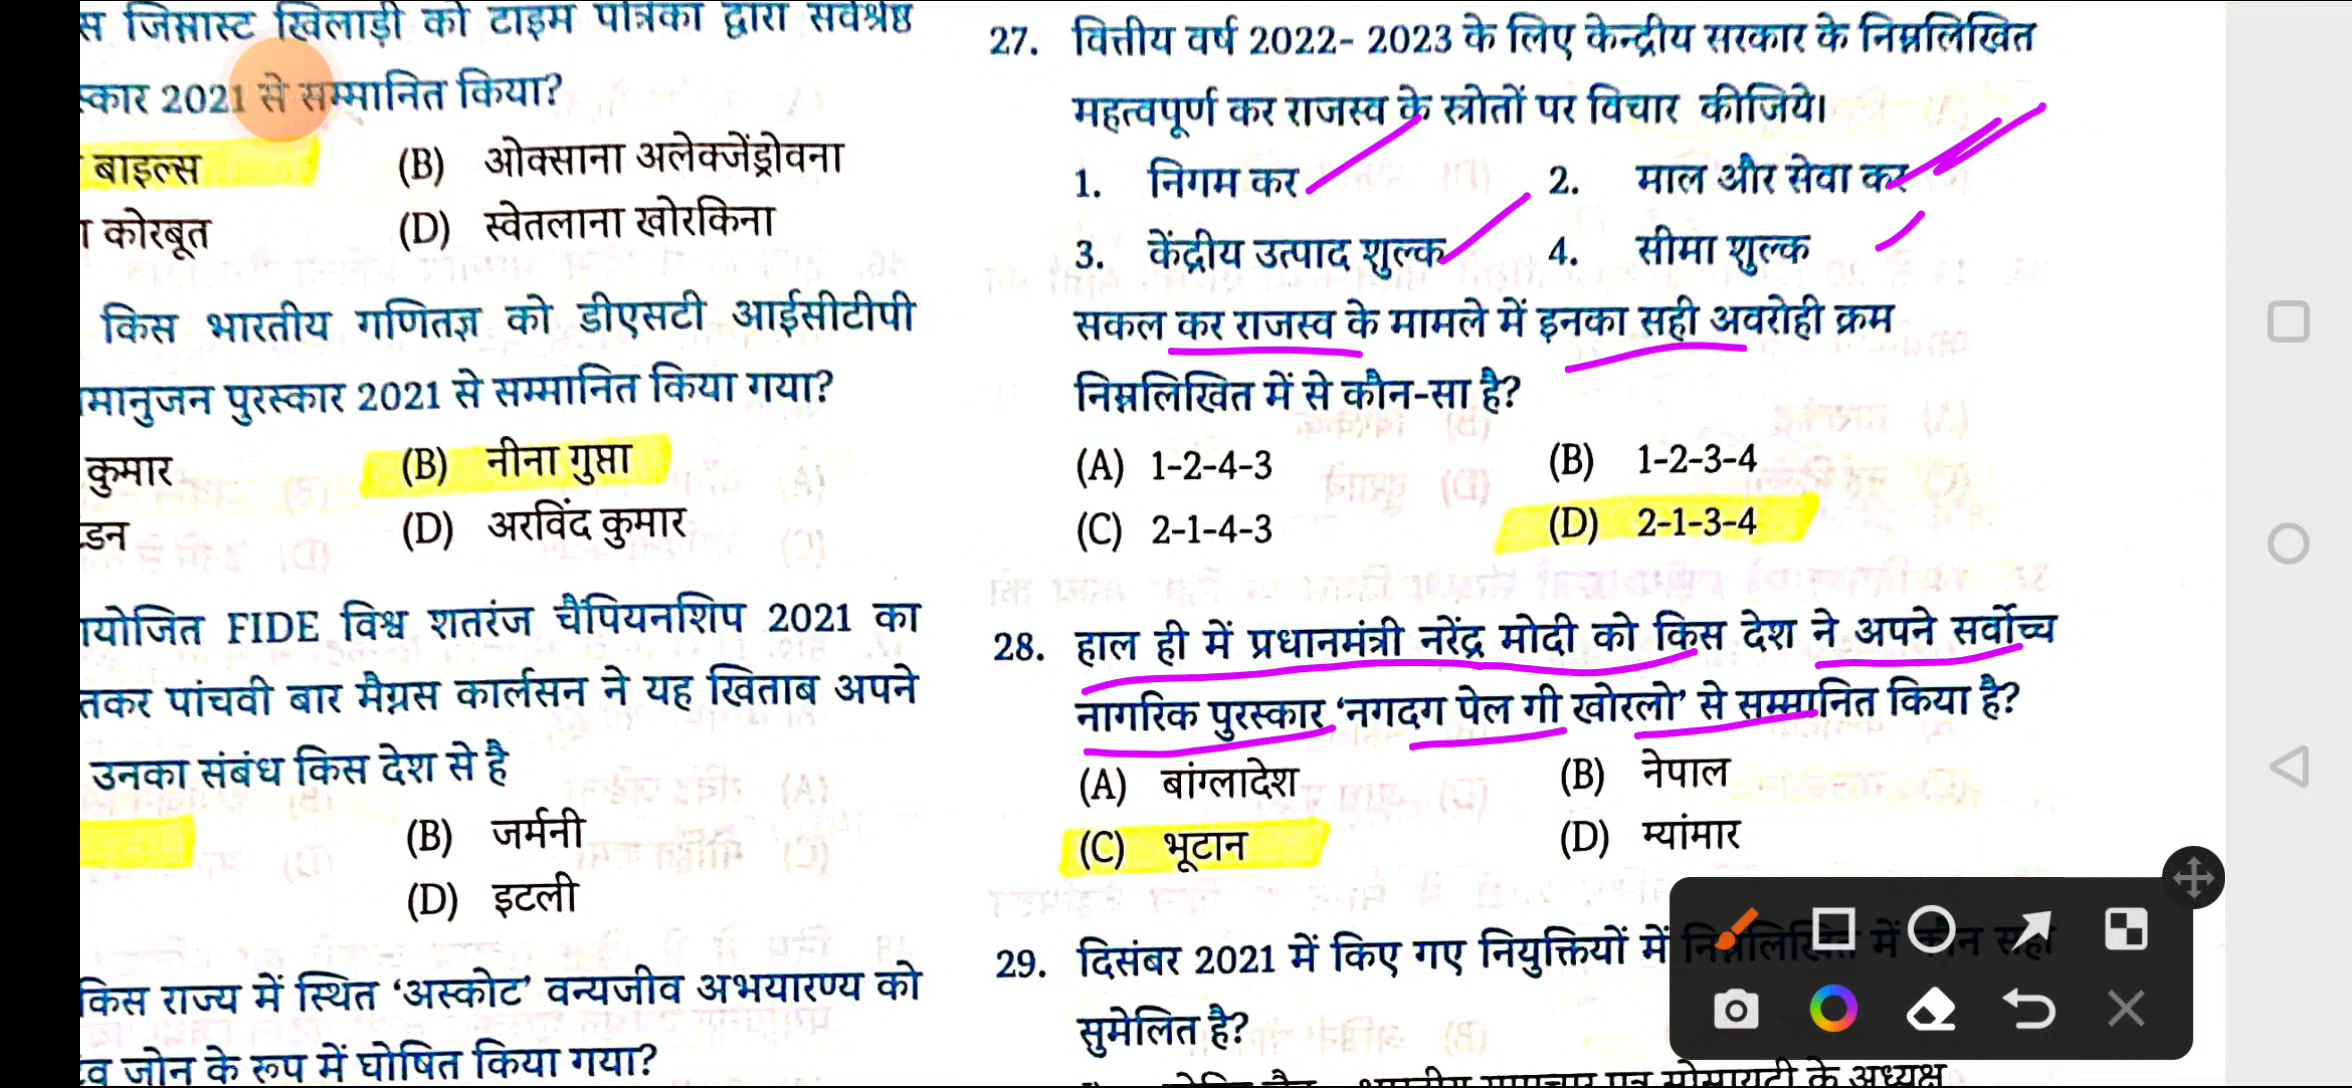 स जिम्नास्ट खिलाड़ी को टाइम पत्रिका द्वारा सर्वश्रेष्ठ
स्कार 2021 से सम्मानित किया?
बाइल्स (B) ओक्साना अलेक्जेंड्रोवना
कोरबूत (D) स्वेतलाना खोरकिना
किस भारतीय गणितज्ञ को डीएसटी आईसीटीपी
मानुजन पुरस्कार 2021 से सम्मानित किया गया?
कुमार (B) नीना गुप्ता
डन (D) अरविंद कुमार
योजित FIDE विश्व शतरंज चैंपियनशिप 2021 का
तकर पांचवी बार मैग्नस कार्लसन ने यह खिताब अपने
उनका संबंध किस देश से है
(B) जर्मनी
(D) इटली
किस राज्य में स्थित ‘अस्कोट’ वन्यजीव अभयारण्य को
व जोन के रूप में घोषित किया गया?
27. वित्तीय वर्ष 2022- 2023 के लिए केन्द्रीय सरकार के निम्नलिखित
महत्वपूर्ण कर राजस्व के स्त्रोतों पर विचार कीजिये।
1. निगम कर 2. माल और सेवा कर
3. केंद्रीय उत्पाद शुल्क 4. सीमा शुल्क
सकल कर राजस्व के मामले में इनका सही अवरोही क्रम
निम्नलिखित में से कौन-सा है?
(A) 1-2-4-3 (B) 1-2-3-4
(C) 2-1-4-3 (D) 2-1-3-4
28. हाल ही में प्रधानमंत्री नरेंद्र मोदी को किस देश ने अपने सर्वोच्च
नागरिक पुरस्कार ‘नगदग पेल गी खोरलो’ से सम्मानित किया है?
(A) बांग्लादेश (B) नेपाल
(C) भूटान (D) म्यांमार
29. दिसंबर 2021 में किए गए नियुक्तियों में निम्नलिखित में कौन सही
सुमेलित है?